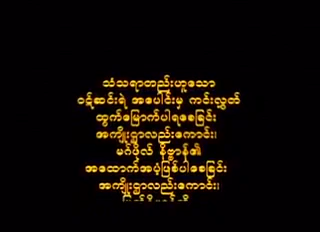 သံသရာတည်းဟူသော
ဝဋ်ဆင်းရဲ အပေါင်းမှ ကင်းလွှတ်
ထွက်မြောက်ပါရစေခြင်း
အကျိုးငှာလည်းကောင်း၊
မဂ်ဖိုလ် နိဗ္ဗာန်၏
အထောက်အပံ့ဖြစ်ပါစေခြင်း
အကျိုးငှာလည်းကောင်း၊